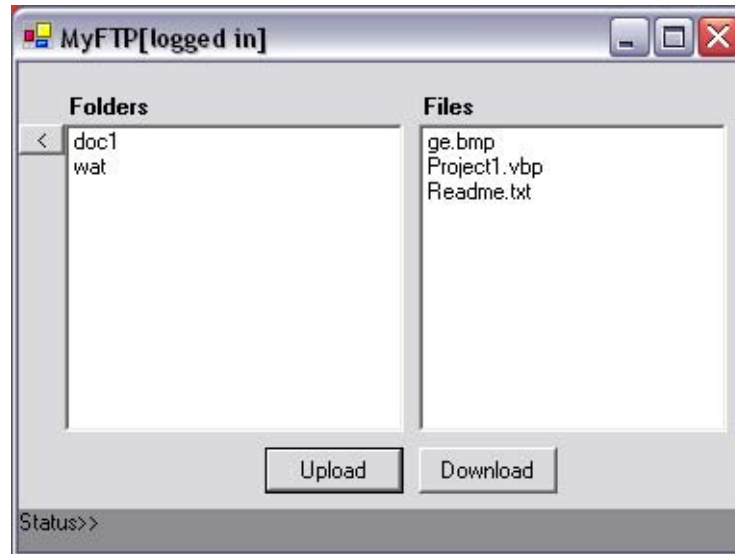 MyFTP[logged in]
Folders
Files
<
doc1
wat
ge.bmp
Project1.vbp
Readme.txt
Upload
Download
Status>>